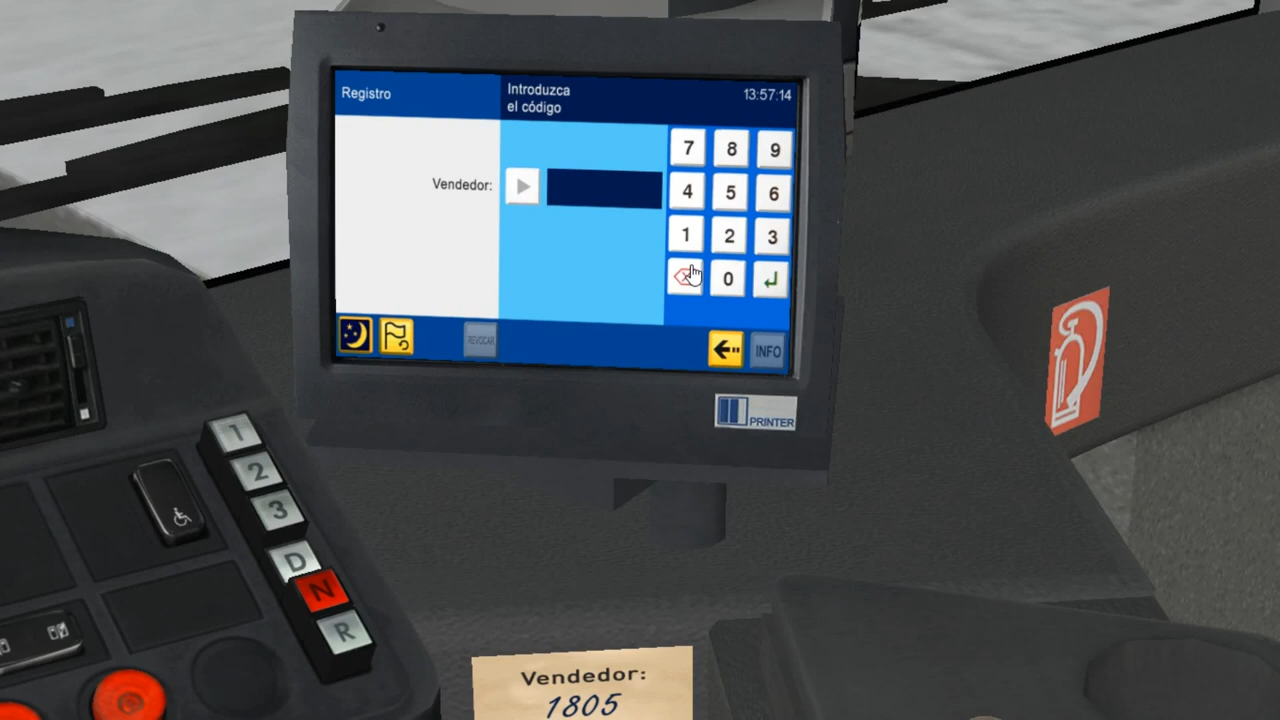 Registro
Introduzca
el código
13:57:14
Vendedor:
7 8 9
4 5 6
1 2 3
0
REVOCAR
INFO
PRINTER
1
2
3
D
N
R
Vendedor:
1805